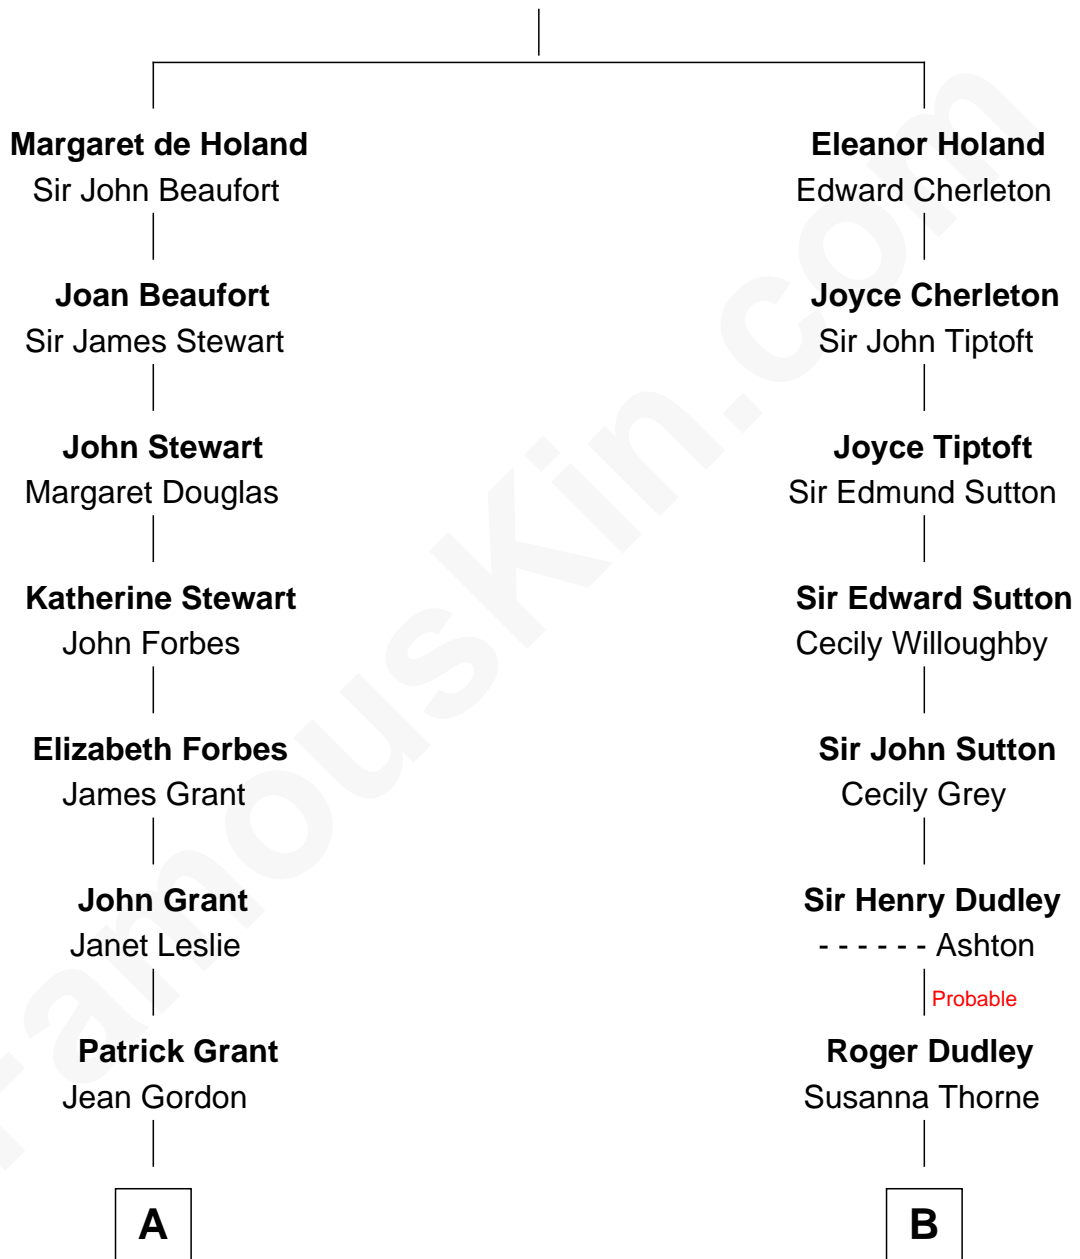 Margaret de Holand
Sir John Beaufort
Eleanor Holand
Edward Cherleton
Joan Beaufort
Sir James Stewart
Joyce Cherleton
Sir John Tiptoft
John Stewart
Margaret Douglas
Joyce Tiptoft
Sir Edmund Sutton
Katherine Stewart
John Forbes
Sir Edward Sutton
Cecily Willoughby
Elizabeth Forbes
James Grant
Sir John Sutton
Cecily Grey
John Grant
Janet Leslie
Sir Henry Dudley
- - - - - - Ashton
Probable
Patrick Grant
Jean Gordon
Roger Dudley
Susanna Thorne
A
B
FamousKin.com